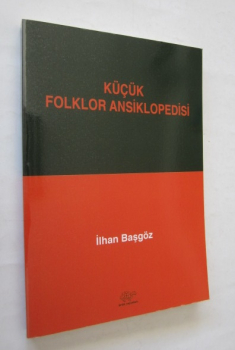 KÜÇÜK
FOLKLOR ANSİKLOPEDİSİ
İlhan Başgöz